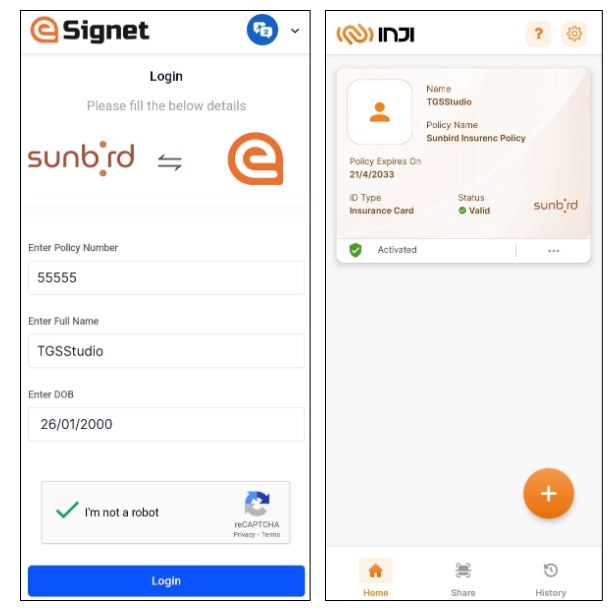 eSignet
Login
Please fill the below details
sunbird
Enter Policy Number
55555
Enter Full Name
TGSStudio
Enter DOB
26/01/2000
I'm not a robot
reCAPTCHA
Privacy - Terms
Login
INJI
?
Name
TGSStudio
Policy Name
Sunbird Insurenc Policy
Policy Expires On
21/4/2033
ID Type
Insurance Card
Status
Valid
sunbird
Activated
...
+
Home
Share
History